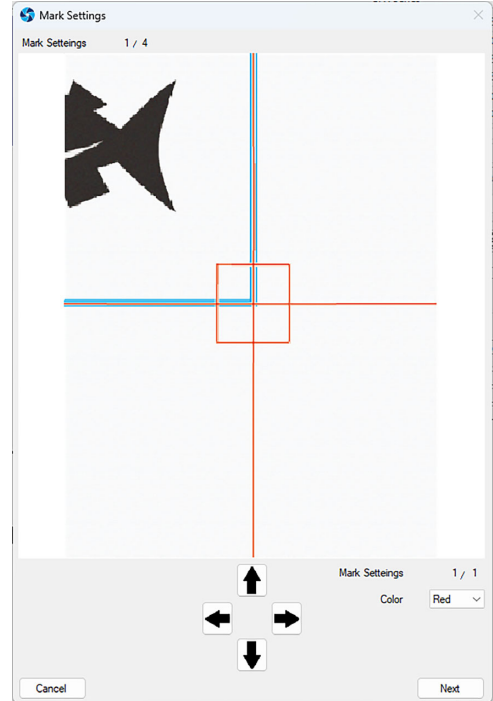 Mark Settings
Mark Setteings 1 / 4
Mark Setteings 1 / 1
Color Red
Cancel Next